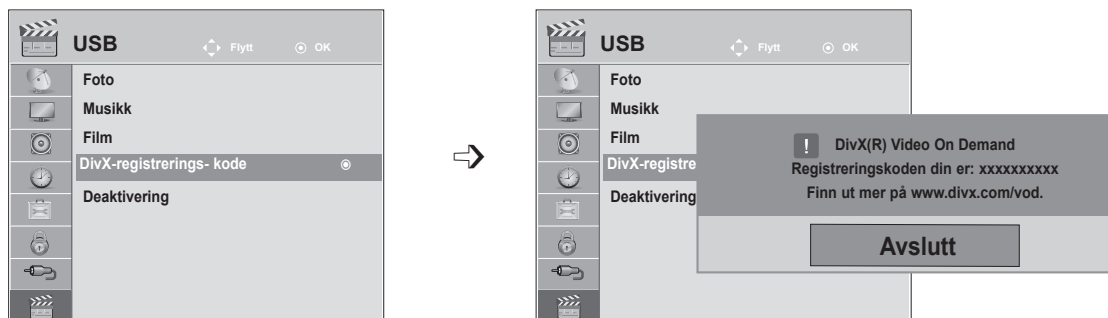 USB Flytt OK
Foto
Musikk
Film
DivX-registrerings- kode
Deaktivering
USB Flytt OK
Foto
Musikk
Film
DivX-registre
Deaktivering
! DivX(R) Video On Demand
Registreringskoden din er: xxxxxxxxxx
Finn ut mer på www.divx.com/vod.
Avslutt